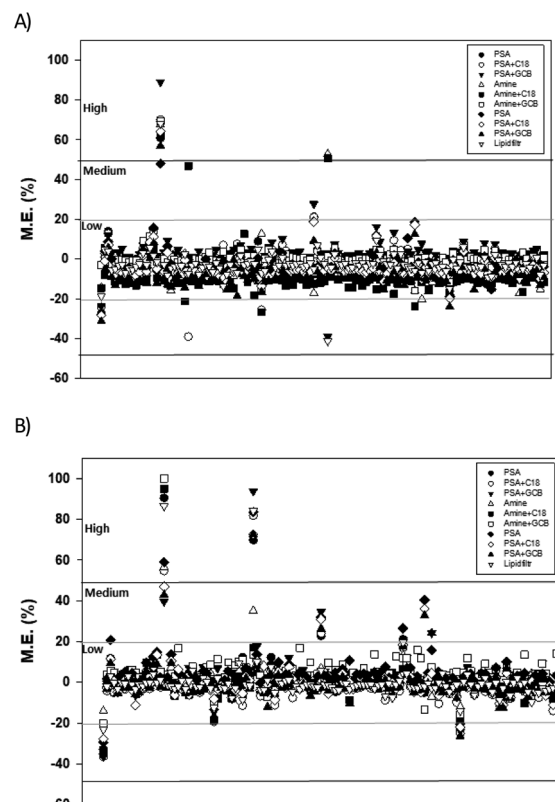 A)
100
80
60
40
20
0
-20
-40
-60
M.E. (%)
High
Medium
Low
PSA
PSA+C18
PSA+GCB
Amine
Amine+C18
Amine+GCB
PSA
PSA+C18
PSA+GCB
Lipidfiltr
B)
100
80
60
40
20
0
-20
-40
-60
M.E. (%)
High
Medium
Low
PSA
PSA+C18
PSA+GCB
Amine
Amine+C18
Amine+GCB
PSA
PSA+C18
PSA+GCB
Lipidfiltr